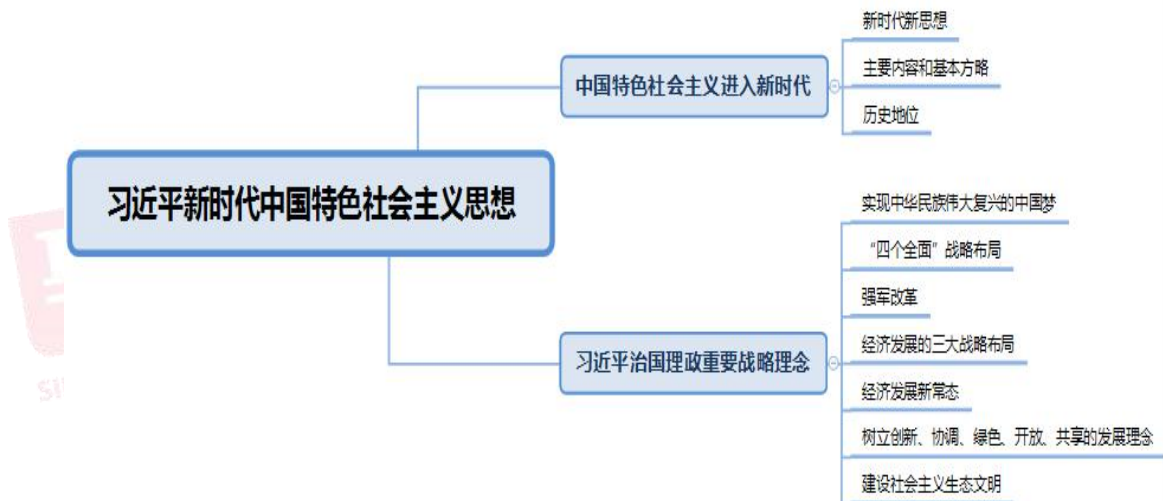 习近平新时代中国特色社会主义思想
中国特色社会主义进入新时代
新时代新思想
主要内容和基本方略
历史地位
习近平治国理政重要战略理念
实现中华民族伟大复兴的中国梦
“四个全面”战略布局
强军改革
经济发展的三大战略布局
经济发展新常态
树立创新、协调、绿色、开放、共享的发展理念
建设社会主义生态文明